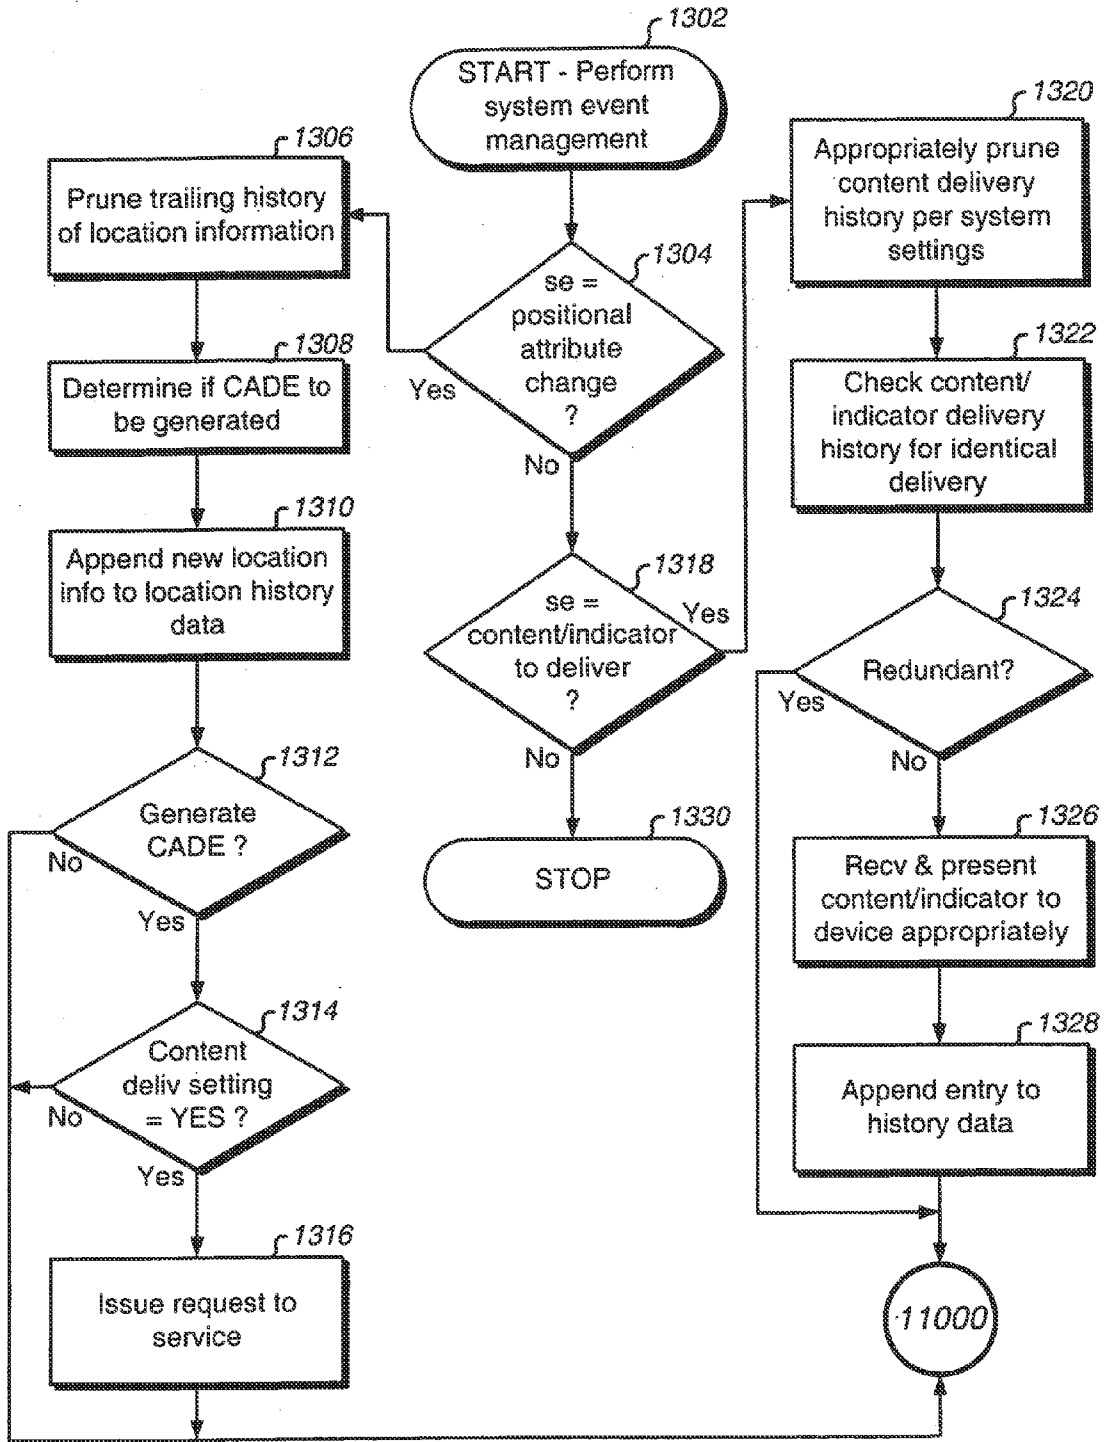 1302
START - Perform
system event
management
1304
se =
positional
attribute
change
?
Yes
No
1306
Prune trailing history
of location information
1308
Determine if CADE to
be generated
1310
Append new location
info to location history
data
1312
Generate
CADE ?
No
Yes
1314
Content
deliv setting
= YES ?
No
Yes
1316
Issue request to
service
1318
se =
content/indicator
to deliver
?
Yes
No
1330
STOP
1320
Appropriately prune
content delivery
history per system
settings
1322
Check content/
indicator delivery
history for identical
delivery
1324
Redundant?
Yes
No
1326
Recv & present
content/indicator to
device appropriately
1328
Append entry to
history data
11000